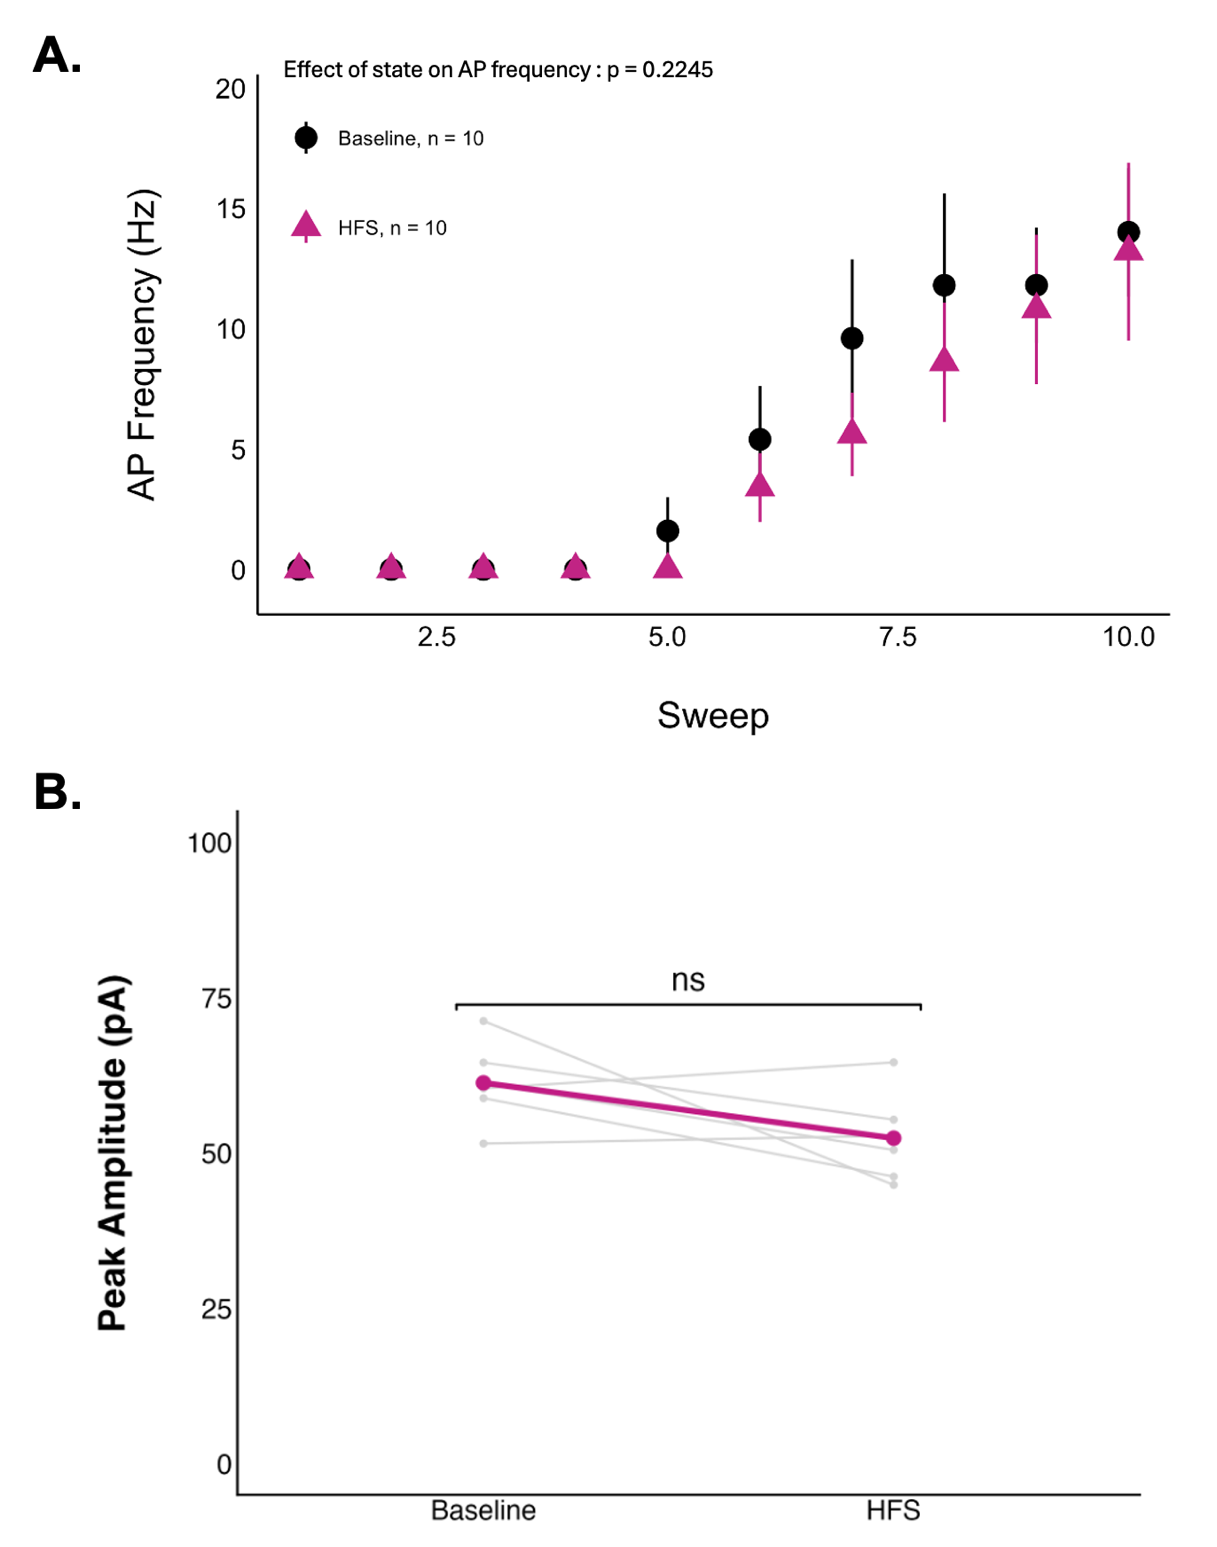 A.
Effect of state on AP frequency : p = 0.2245
20
Baseline, n = 10
15
HFS, n = 10
AP Frequency (Hz)
10
5
0
2.5 5.0 7.5 10.0
Sweep
B.
100
75
ns
Peak Amplitude (pA)
50
25
0
Baseline HFS